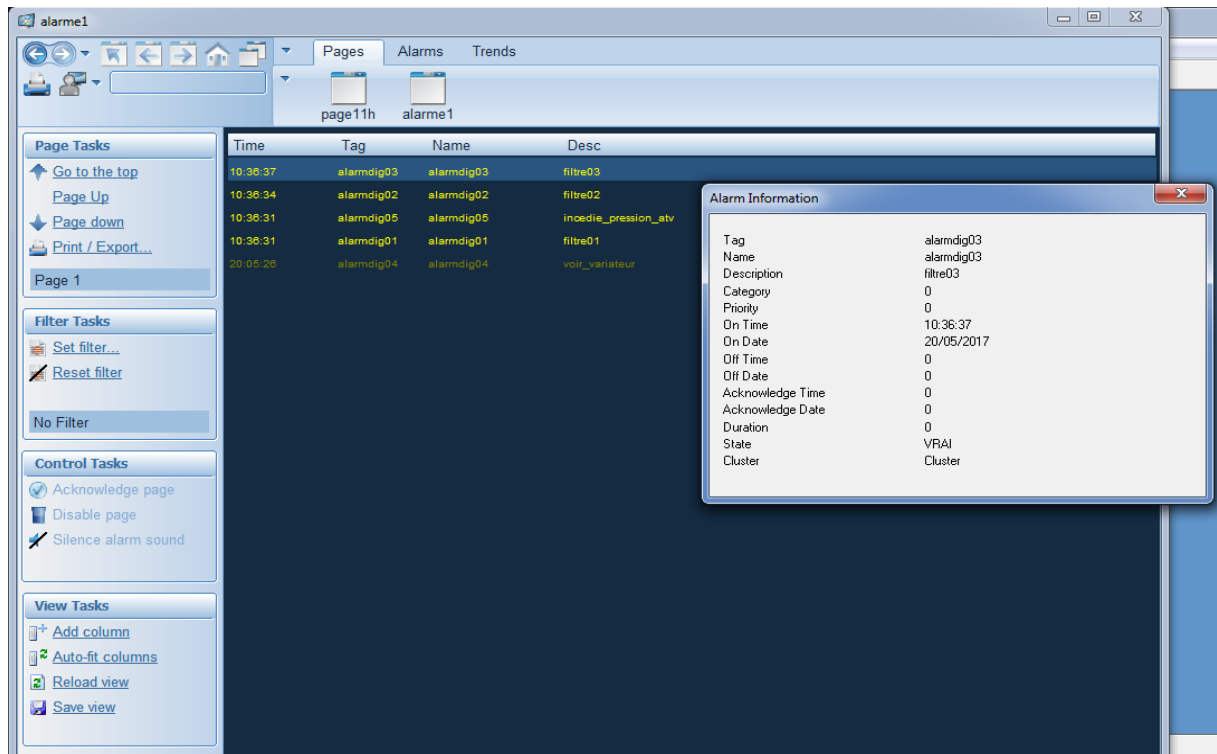 alarme1
Pages Alarms Trends
page11h alarme1
Page Tasks
Go to the top
Page Up
Page down
Print / Export...
Page 1
Filter Tasks
Set filter...
Reset filter
No Filter
Control Tasks
Acknowledge page
Disable page
Silence alarm sound
View Tasks
Add column
Auto-fit columns
Reload view
Save view
Time Tag Name Desc
10:36:37 alarmdig03 alarmdig03 filtre03
10:36:34 alarmdig02 alarmdig02 filtre02
10:36:31 alarmdig05 alarmdig05 incedie_pression_atv
10:36:31 alarmdig01 alarmdig01 filtre01
20:05:26 alarmdig04 alarmdig04 voir_variateur
Alarm Information
Tag alarmdig03
Name alarmdig03
Description filtre03
Category 0
Priority 0
On Time 10:36:37
On Date 20/05/2017
Off Time 0
Off Date 0
Acknowledge Time 0
Acknowledge Date 0
Duration 0
State VRAI
Cluster Cluster